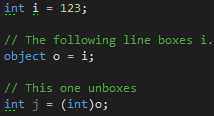 int i = 123;
// The following line boxes i.
object o = i;
// This one unboxes
int j = (int)o;